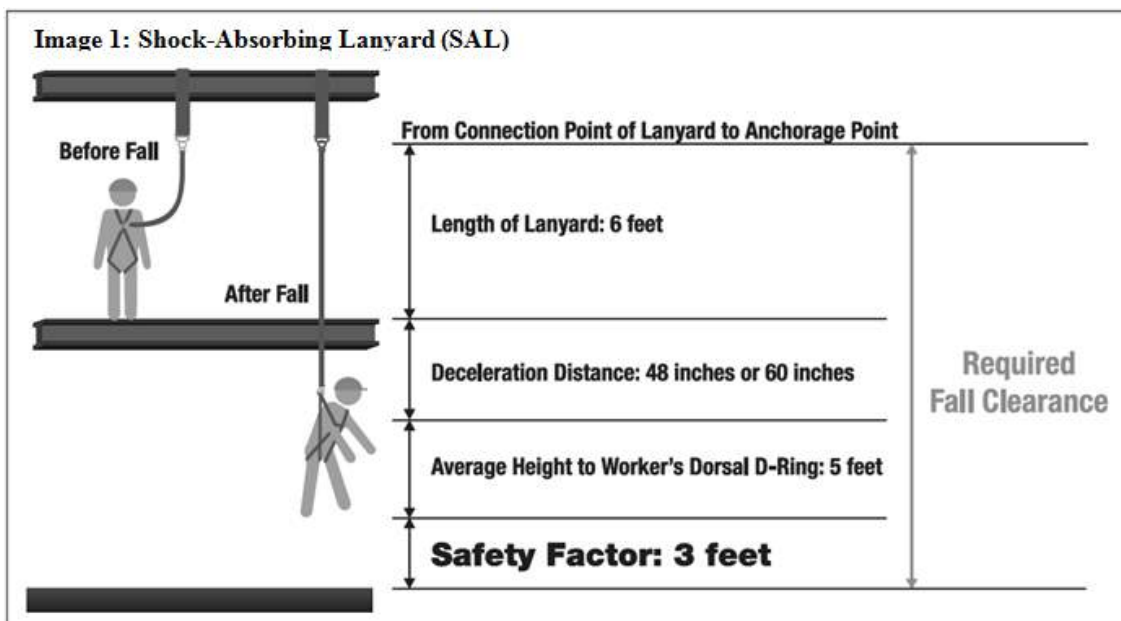 Image 1: Shock-Absorbing Lanyard (SAL)
From Connection Point of Lanyard to Anchorage Point
Before Fall
Length of Lanyard: 6 feet
After Fall
Deceleration Distance: 48 inches or 60 inches
Required
Fall Clearance
Average Height to Worker's Dorsal D-Ring: 5 feet
Safety Factor: 3 feet